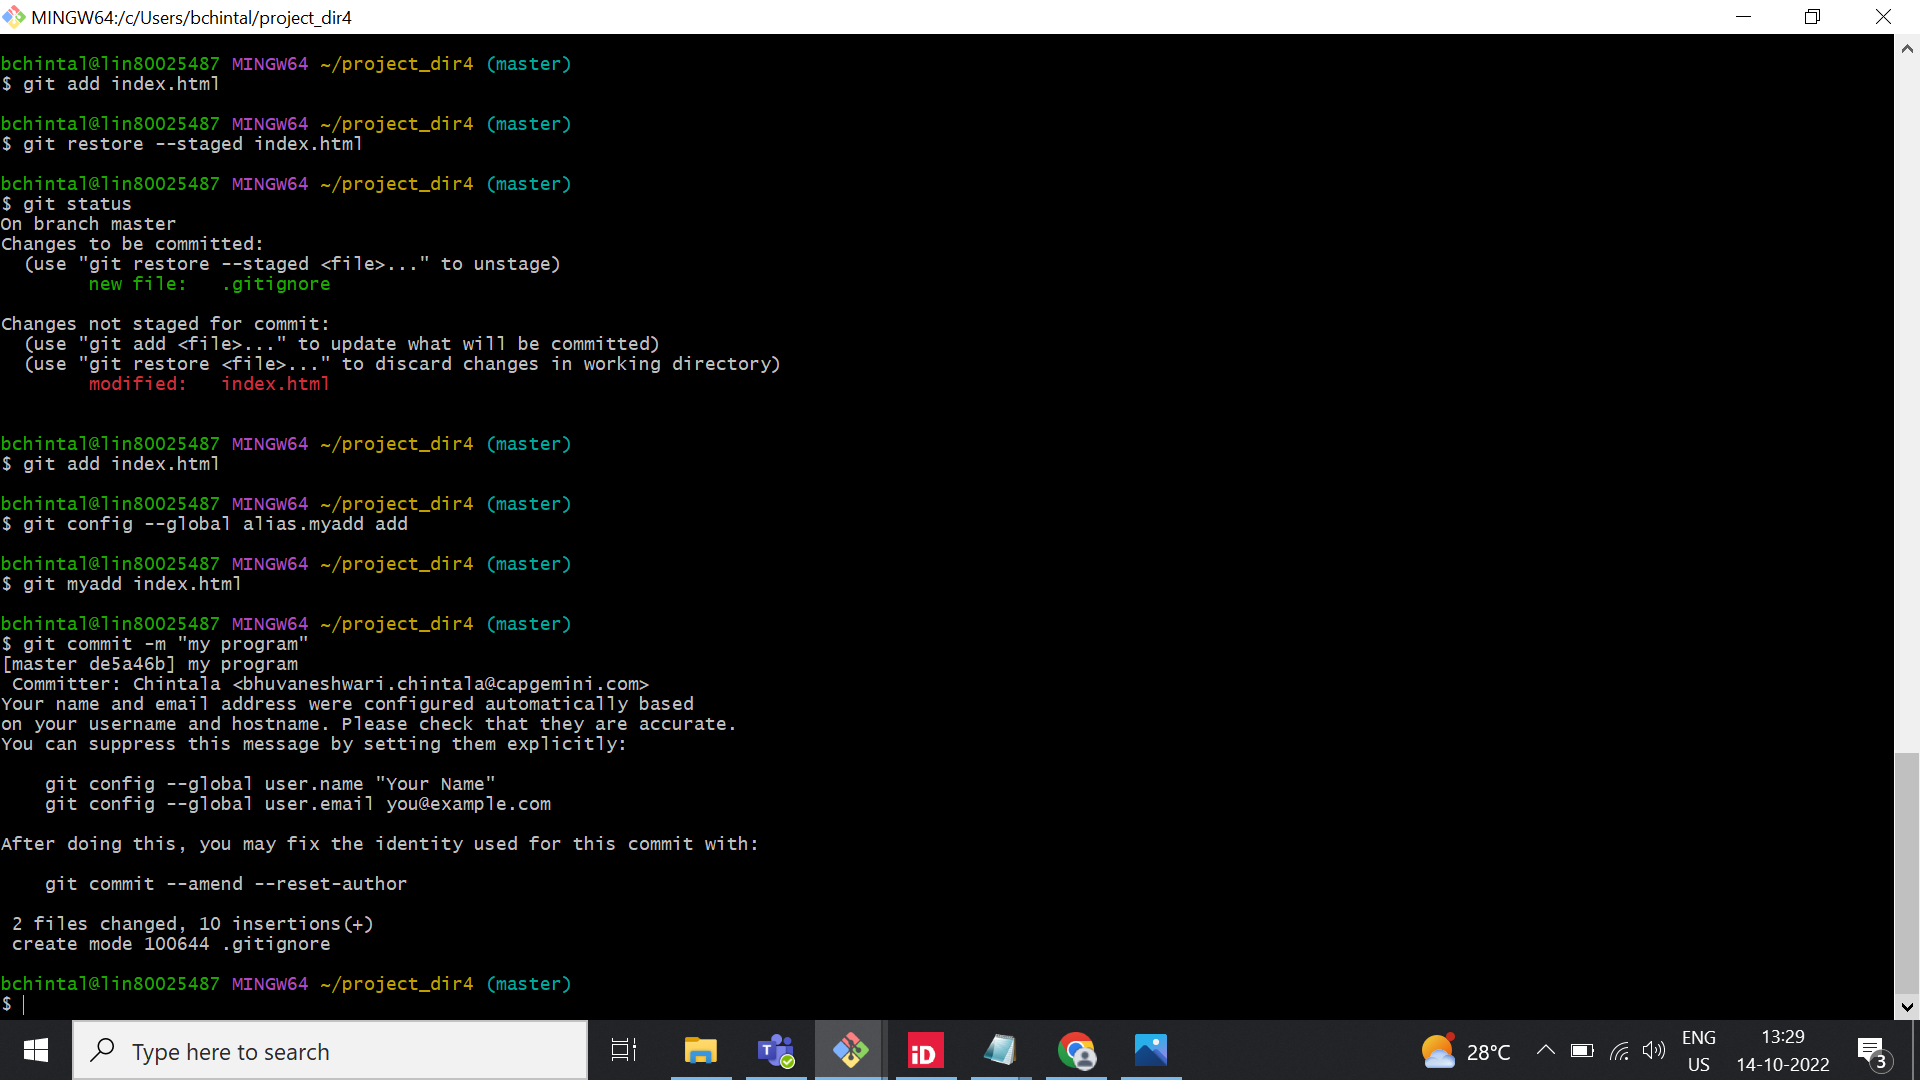 MINGW64:/c/Users/bchintal/project_dir4
bchintal@lin80025487 MINGW64 ~/project_dir4 (master)
$ git add index.html
bchintal@lin80025487 MINGW64 ~/project_dir4 (master)
$ git restore --staged index.html
bchintal@lin80025487 MINGW64 ~/project_dir4 (master)
$ git status
On branch master
Changes to be committed:
  (use "git restore --staged <file>..." to unstage)
        new file:   .gitignore
Changes not staged for commit:
  (use "git add <file>..." to update what will be committed)
  (use "git restore <file>..." to discard changes in working directory)
        modified:   index.html
bchintal@lin80025487 MINGW64 ~/project_dir4 (master)
$ git add index.html
bchintal@lin80025487 MINGW64 ~/project_dir4 (master)
$ git config --global alias.myadd add
bchintal@lin80025487 MINGW64 ~/project_dir4 (master)
$ git myadd index.html
bchintal@lin80025487 MINGW64 ~/project_dir4 (master)
$ git commit -m "my program"
[master de5a46b] my program
 Committer: Chintala <bhuvaneshwari.chintala@capgemini.com>
Your name and email address were configured automatically based
on your username and hostname. Please check that they are accurate.
You can suppress this message by setting them explicitly:
    git config --global user.name "Your Name"
    git config --global user.email you@example.com
After doing this, you may fix the identity used for this commit with:
    git commit --amend --reset-author
 2 files changed, 10 insertions(+)
 create mode 100644 .gitignore
bchintal@lin80025487 MINGW64 ~/project_dir4 (master)
$
Type here to search
T
iD
28°C
ENG
US
13:29
14-10-2022
3